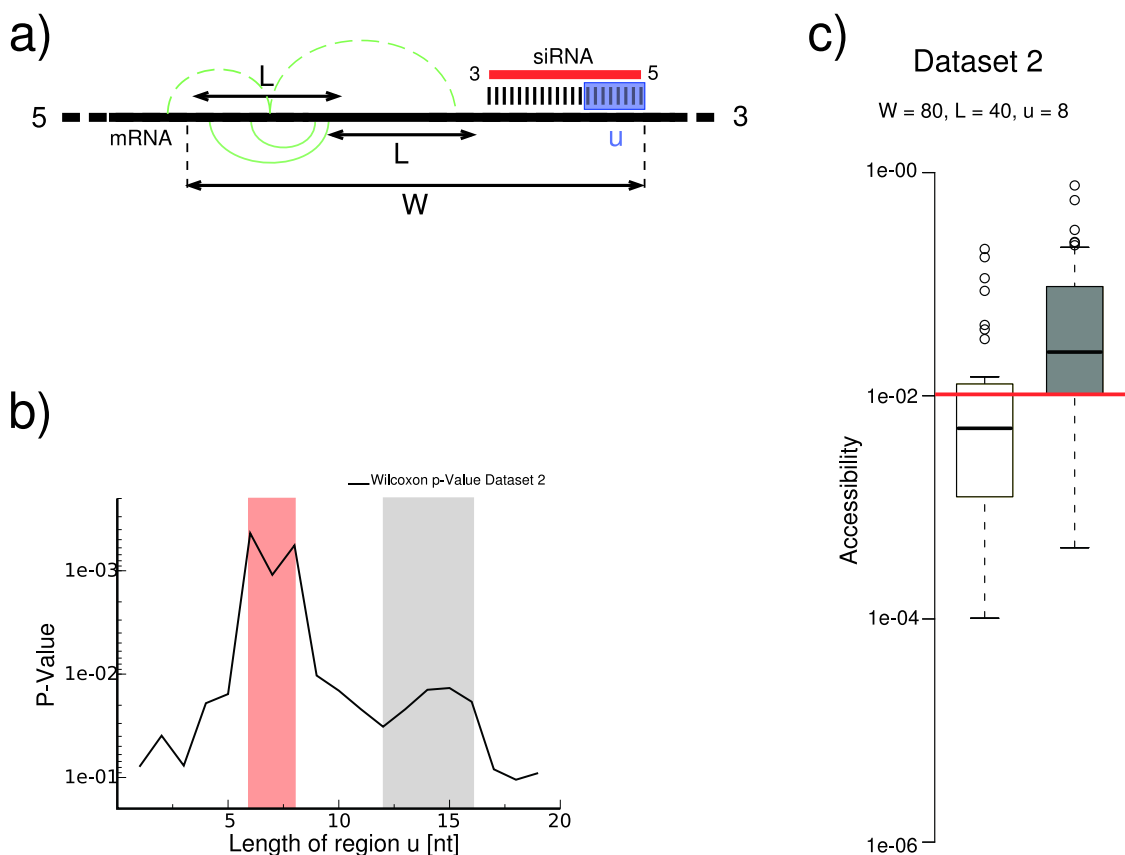 a)
L
siRNA
3
5
5
mRNA
3
L
u
W
b)
Wilcoxon p-Value Dataset 2
P-Value
1e-03
1e-02
1e-01
5
10
15
20
Length of region u [nt]
c)
Dataset 2
W = 80, L = 40, u = 8
Accessibility
1e-00
1e-02
1e-04
1e-06